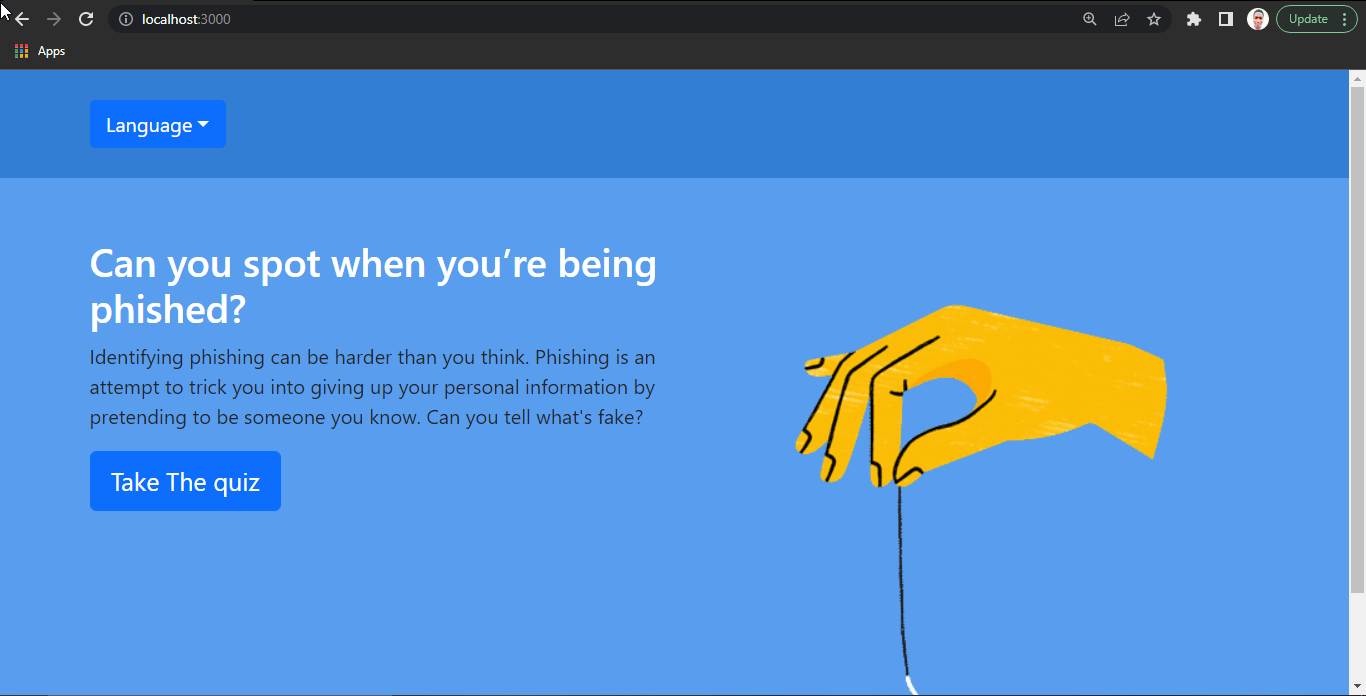 localhost:3000
Update
Apps
Language
Can you spot when you’re being
phished?
Identifying phishing can be harder than you think. Phishing is an
attempt to trick you into giving up your personal information by
pretending to be someone you know. Can you tell what's fake?
Take The quiz